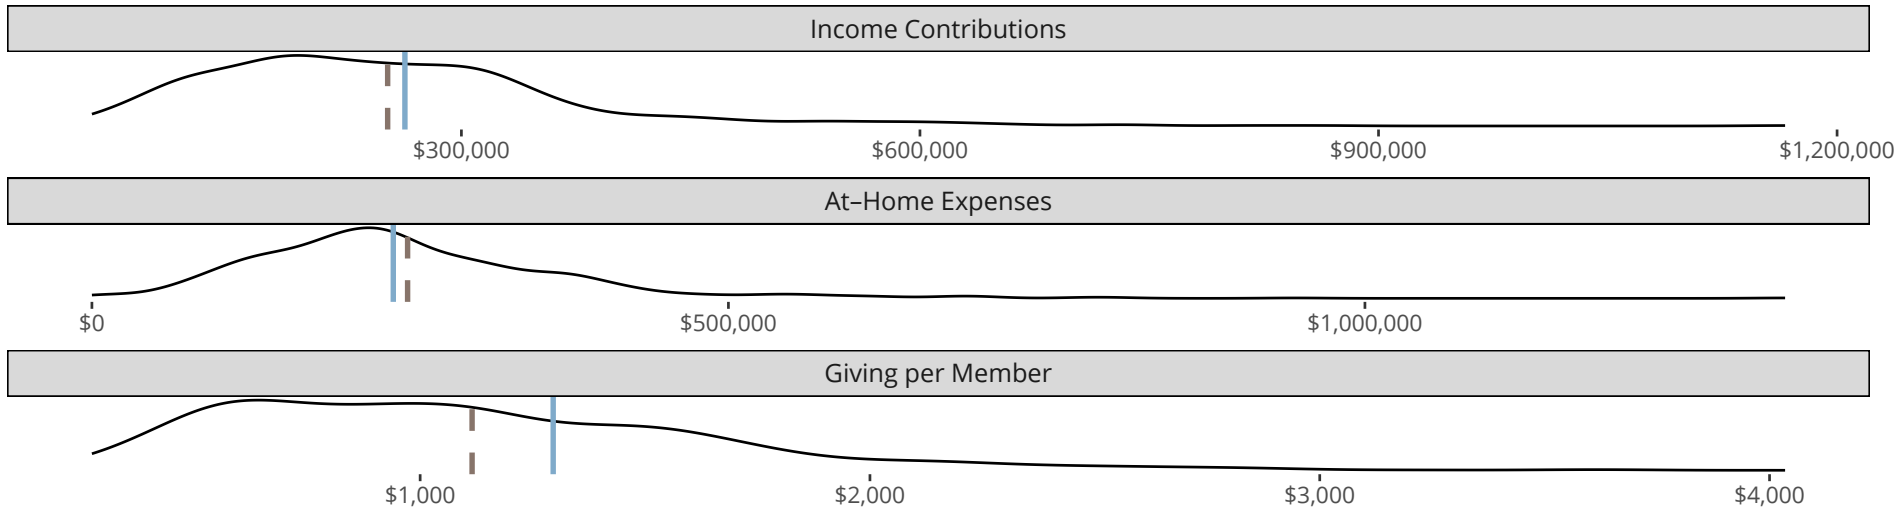 Income Contributions
$300,000 $600,000 $900,000 $1,200,000
At–Home Expenses
$0 $500,000 $1,000,000
Giving per Member
$1,000 $2,000 $3,000 $4,000